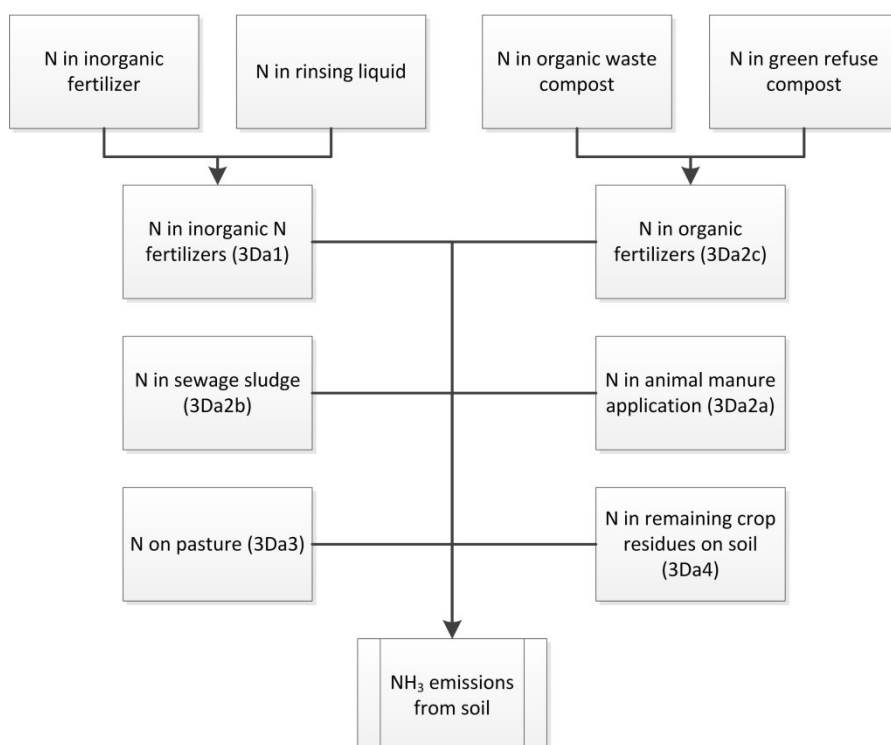 N in inorganic
fertilizer
N in rinsing liquid
N in organic waste
compost
N in green refuse
compost
N in inorganic N
fertilizers (3Da1)
N in organic
fertilizers (3Da2c)
N in sewage sludge
(3Da2b)
N in animal manure
application (3Da2a)
N on pasture (3Da3)
N in remaining crop
residues on soil
(3Da4)
NH₃ emissions
from soil